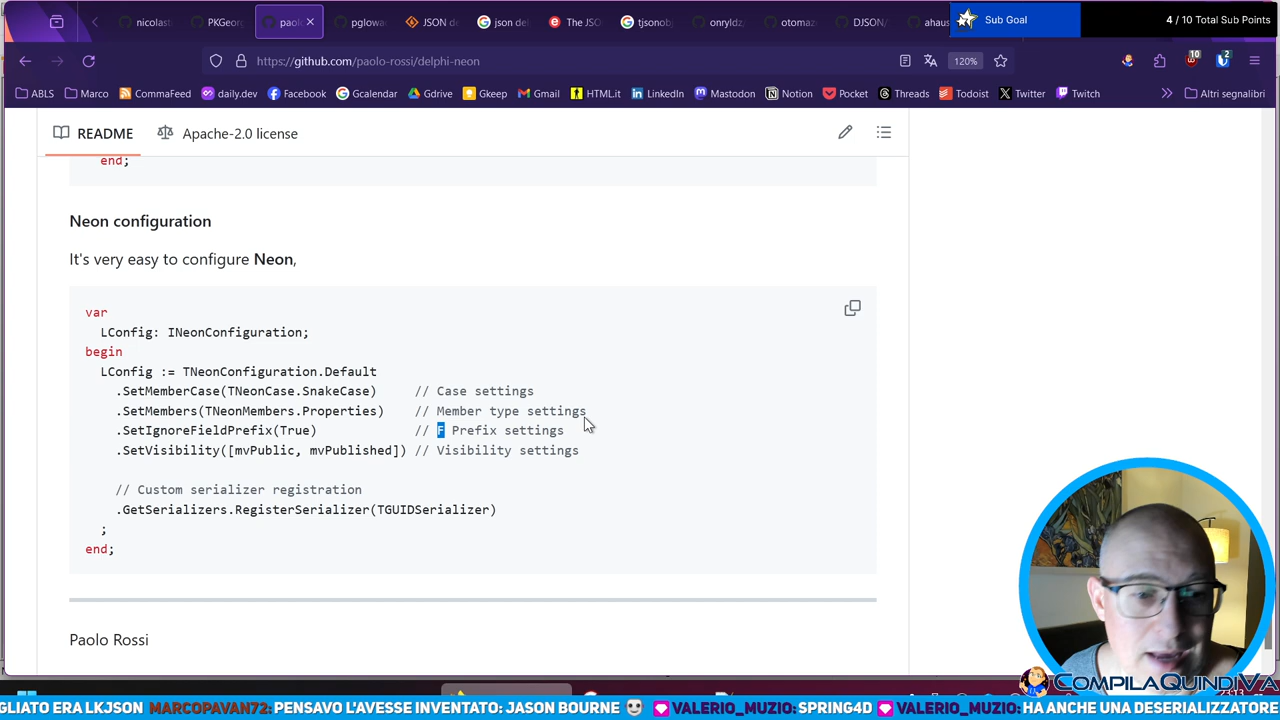 nicolast
PKGeorg
paolo
pglowac
JSON de
json del
The JSO
tjsonobj
onryldz
otomaz
DJSON/
ahaus
Sub Goal
4 / 10 Total Sub Points
https://github.com/paolo-rossi/delphi-neon
120%
10
2
ABLS
Marco
CommaFeed
daily.dev
Facebook
Gcalendar
Gdrive
Gkeep
Gmail
HTML.it
LinkedIn
Mastodon
Notion
Pocket
Threads
Todoist
Twitter
Twitch
Altri segnalibri
README
Apache-2.0 license
end;
Neon configuration
It's very easy to configure Neon,
var
LConfig: INeonConfiguration;
begin
LConfig := TNeonConfiguration.Default
.SetMemberCase(TNeonCase.SnakeCase) // Case settings
.SetMembers(TNeonMembers.Properties) // Member type settings
.SetIgnoreFieldPrefix(True) // F Prefix settings
.SetVisibility([mvPublic, mvPublished]) // Visibility settings
// Custom serializer registration
.GetSerializers.RegisterSerializer(TGUIDSerializer)
;
end;
Paolo Rossi
COMPILAQUINDIVA
GLIATO ERA LKJSON MARCOPAVAN72: PENSAVO L'AVESSE INVENTATO: JASON BOURNE VALERIO_MUZIO: SPRING4D VALERIO_MUZIO: HA ANCHE UNA DESERIALIZZATORE